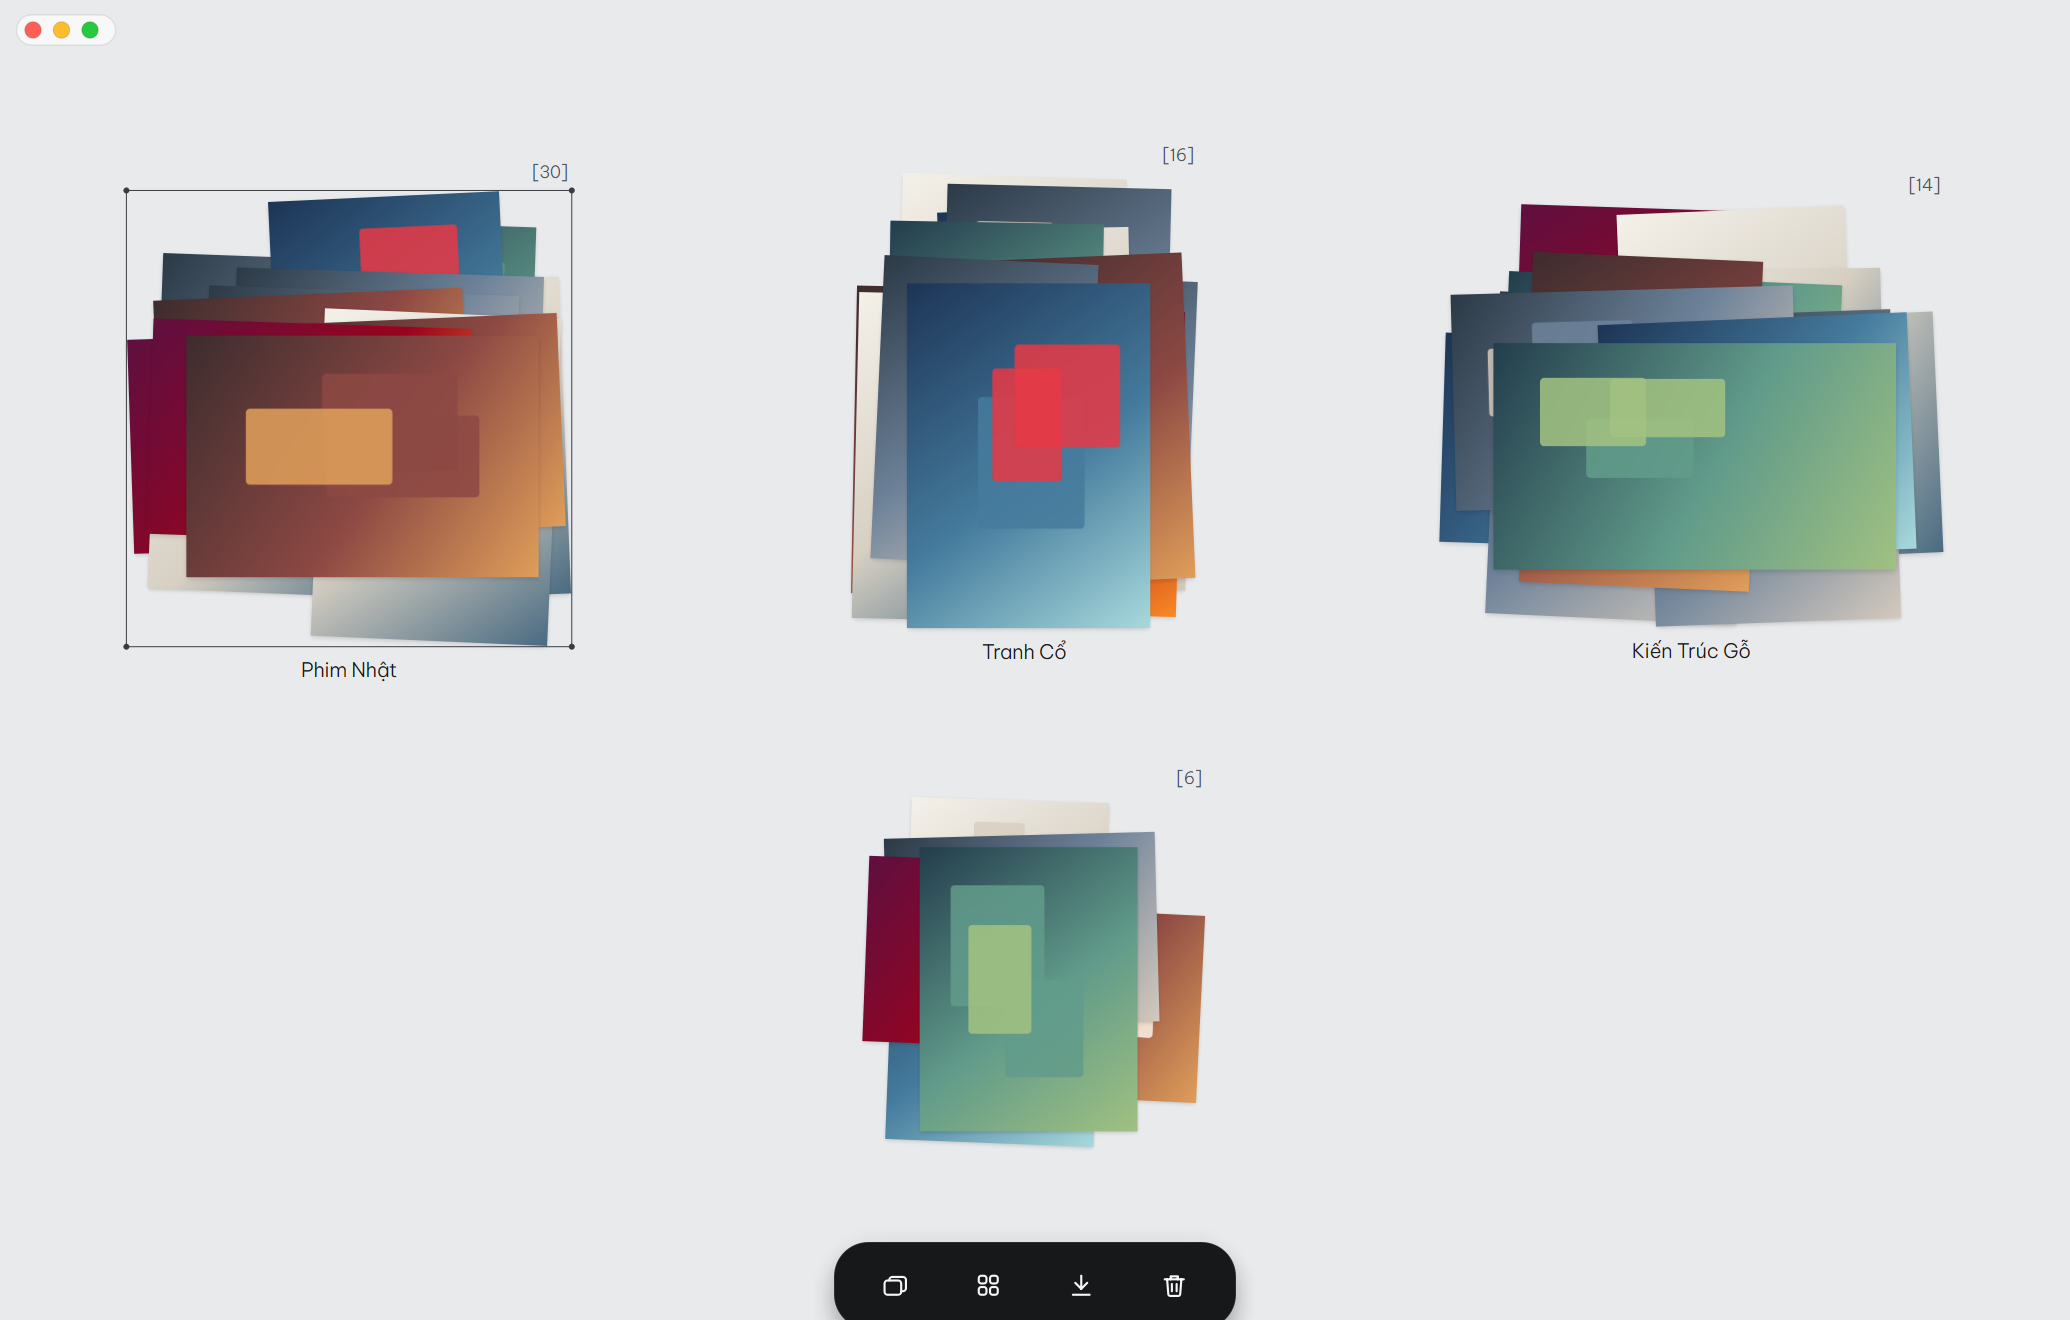 [30]
Phim Nhật
[16]
Tranh Cổ
[14]
Kiến Trúc Gỗ
[6]